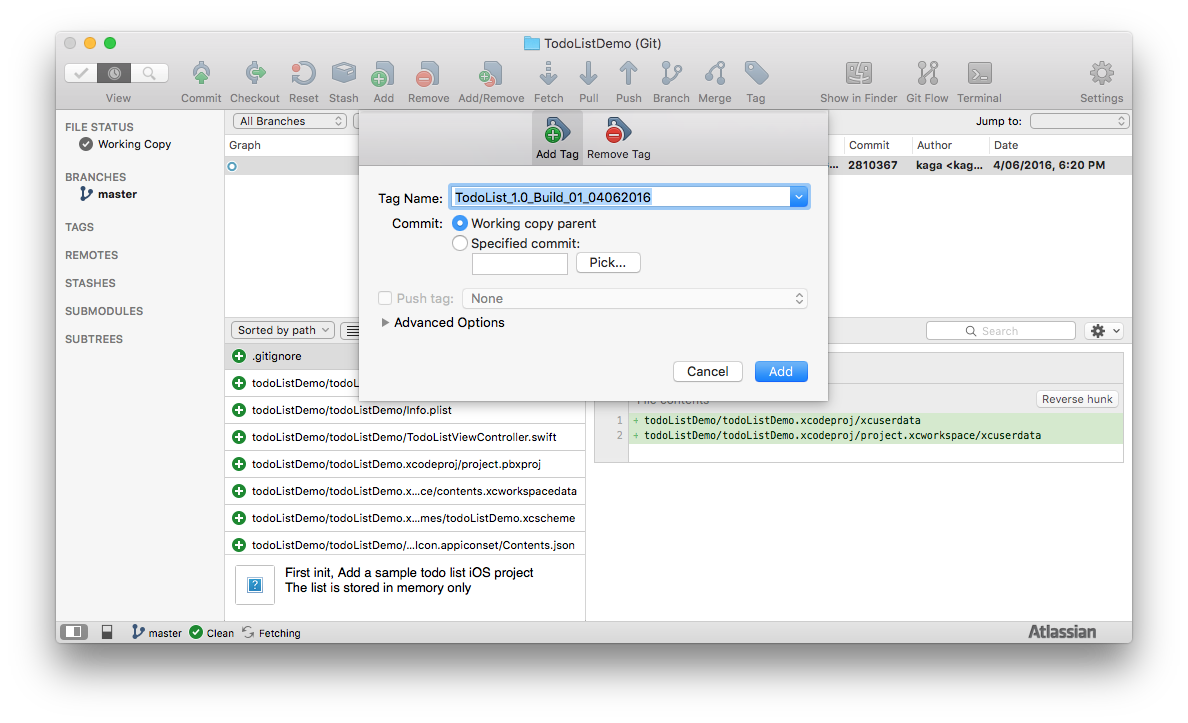 TodoListDemo (Git)
View
Commit
Checkout
Reset
Stash
Add
Remove
Add/Remove
Fetch
Pull
Push
Branch
Merge
Tag
Show in Finder
Git Flow
Terminal
Settings
FILE STATUS
Working Copy
BRANCHES
master
TAGS
REMOTES
STASHES
SUBMODULES
SUBTREES
All Branches
Jump to:
Graph
Commit
Author
Date
...
2810367
kaga <kag...
4/06/2016, 6:20 PM
Add Tag
Remove Tag
Tag Name:
TodoList_1.0_Build_01_04062016
Commit:
Working copy parent
Specified commit:
Pick...
Push tag:
None
Advanced Options
Cancel
Add
Sorted by path
Search
.gitignore
todoListDemo/todoL
todoListDemo/todoListDemo/Info.plist
todoListDemo/todoListDemo/TodoListViewController.swift
todoListDemo/todoListDemo.xcodeproj/project.pbxproj
todoListDemo/todoListDemo.x...ce/contents.xcworkspacedata
todoListDemo/todoListDemo.x...mes/todoListDemo.xcscheme
todoListDemo/todoListDemo/...Icon.appiconset/Contents.json
File contents
Reverse hunk
1 + todoListDemo/todoListDemo.xcodeproj/xcuserdata
2 + todoListDemo/todoListDemo.xcodeproj/project.xcworkspace/xcuserdata
?
First init, Add a sample todo list iOS project
The list is stored in memory only
master
Clean
Fetching
Atlassian